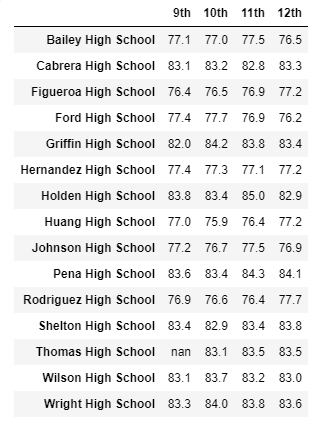 9th 10th 11th 12th
Bailey High School 77.1 77.0 77.5 76.5
Cabrera High School 83.1 83.2 82.8 83.3
Figueroa High School 76.4 76.5 76.9 77.2
Ford High School 77.4 77.7 76.9 76.2
Griffin High School 82.0 84.2 83.8 83.4
Hernandez High School 77.4 77.3 77.1 77.2
Holden High School 83.8 83.4 85.0 82.9
Huang High School 77.0 75.9 76.4 77.2
Johnson High School 77.2 76.7 77.5 76.9
Pena High School 83.6 83.4 84.3 84.1
Rodriguez High School 76.9 76.6 76.4 77.7
Shelton High School 83.4 82.9 83.4 83.8
Thomas High School nan 83.1 83.5 83.5
Wilson High School 83.1 83.7 83.2 83.0
Wright High School 83.3 84.0 83.8 83.6